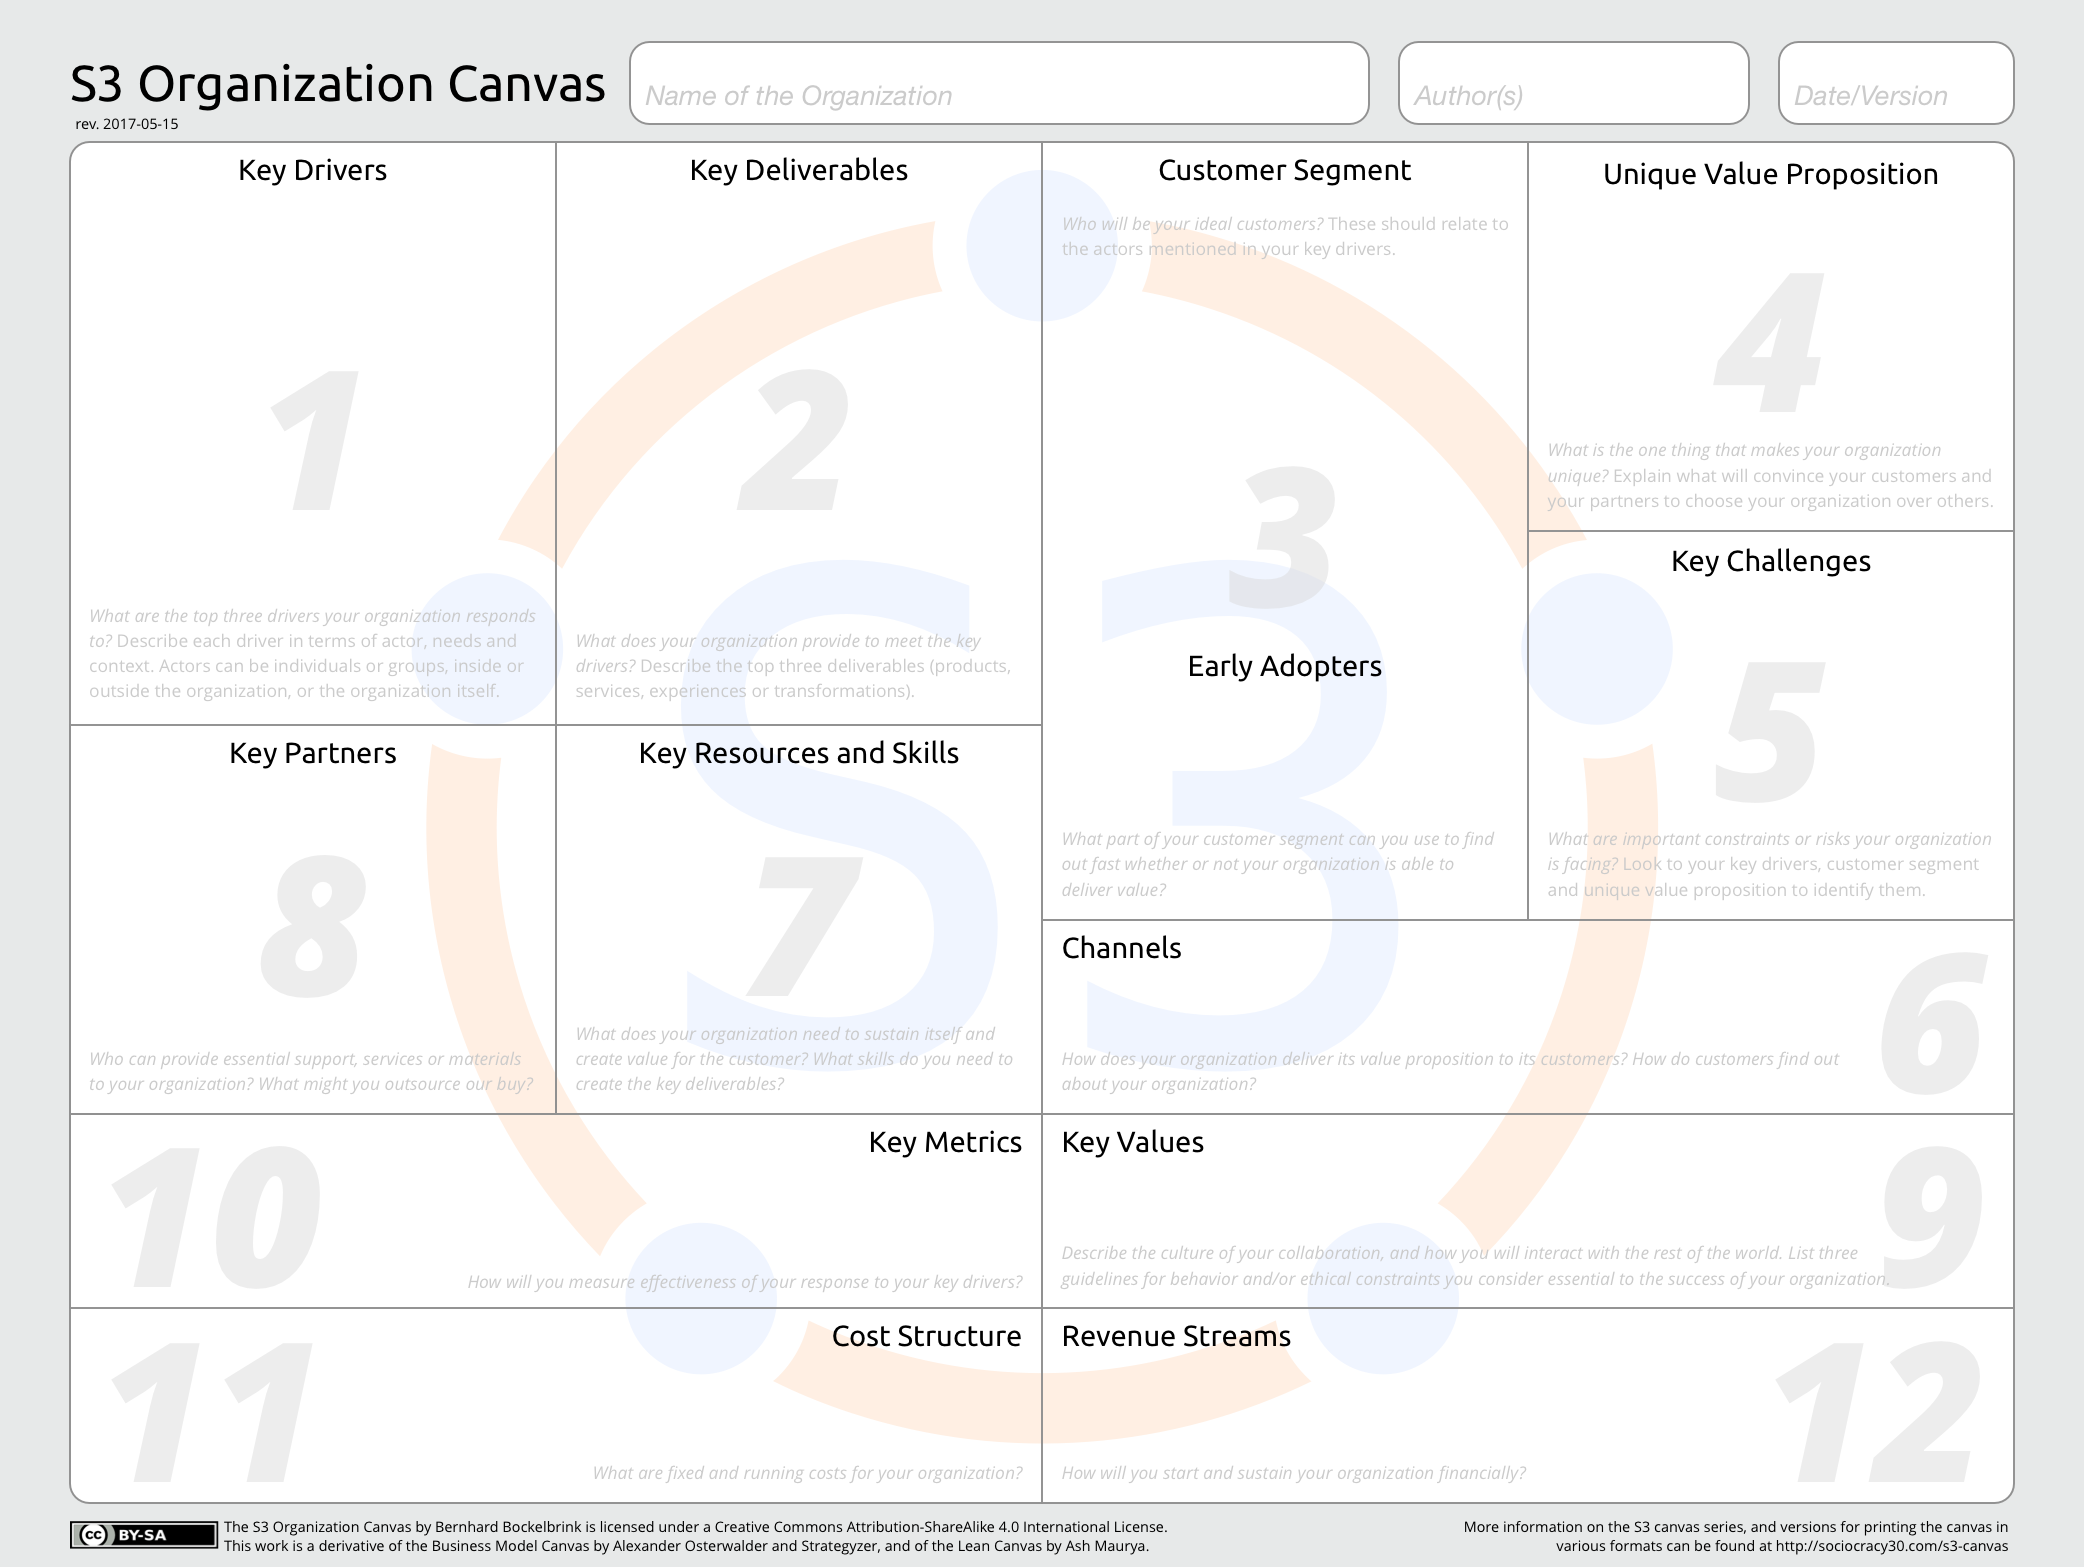 S3 Organization Canvas
rev. 2017-05-15
Name of the Organization
Author(s)
Date/Version
Key Drivers
1
What are the top three drivers your organization responds
to? Describe each driver in terms of actor, needs and
context. Actors can be individuals or groups, inside or
outside the organization, or the organization itself.
Key Deliverables
2
What does your organization provide to meet the key
drivers? Describe the top three deliverables (products,
services, experiences or transformations).
Customer Segment
Who will be your ideal customers? These should relate to
the actors mentioned in your key drivers.
3
Early Adopters
What part of your customer segment can you use to find
out fast whether or not your organization is able to
deliver value?
Unique Value Proposition
4
What is the one thing that makes your organization
unique? Explain what will convince your customers and
your partners to choose your organization over others.
Key Challenges
5
What are important constraints or risks your organization
is facing? Look to your key drivers, customer segment
and unique value proposition to identify them.
Key Partners
8
Who can provide essential support, services or materials
to your organization? What might you outsource our buy?
Key Resources and Skills
7
What does your organization need to sustain itself and
create value for the customer? What skills do you need to
create the key deliverables?
S3
Channels
6
How does your organization deliver its value proposition to its customers? How do customers find out
about your organization?
10
Key Metrics
How will you measure effectiveness of your response to your key drivers?
Key Values
9
Describe the culture of your collaboration, and how you will interact with the rest of the world. List three
guidelines for behavior and/or ethical constraints you consider essential to the success of your organization.
11
Cost Structure
What are fixed and running costs for your organization?
Revenue Streams
12
How will you start and sustain your organization financially?
cc BY-SA
The S3 Organization Canvas by Bernhard Bockelbrink is licensed under a Creative Commons Attribution-ShareAlike 4.0 International License.
This work is a derivative of the Business Model Canvas by Alexander Osterwalder and Strategyzer, and of the Lean Canvas by Ash Maurya.
More information on the S3 canvas series, and versions for printing the canvas in
various formats can be found at http://sociocracy30.com/s3-canvas